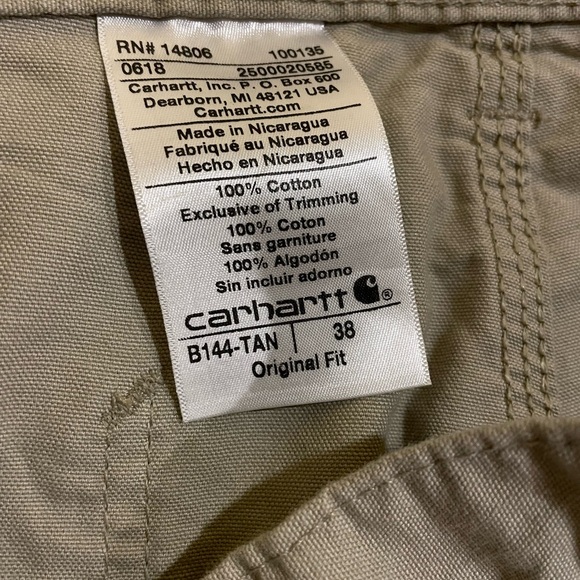 RN# 14806 100135
0618 2500020585
Carhartt, Inc. P. O. Box 600
Dearborn, MI 48121 USA
Carhartt.com
Made in Nicaragua
Fabriqué au Nicaragua
Hecho en Nicaragua
100% Cotton
Exclusive of Trimming
100% Coton
Sans garniture
100% Algodón
Sin incluir adorno
carhartt ®
B144-TAN | 38
Original Fit